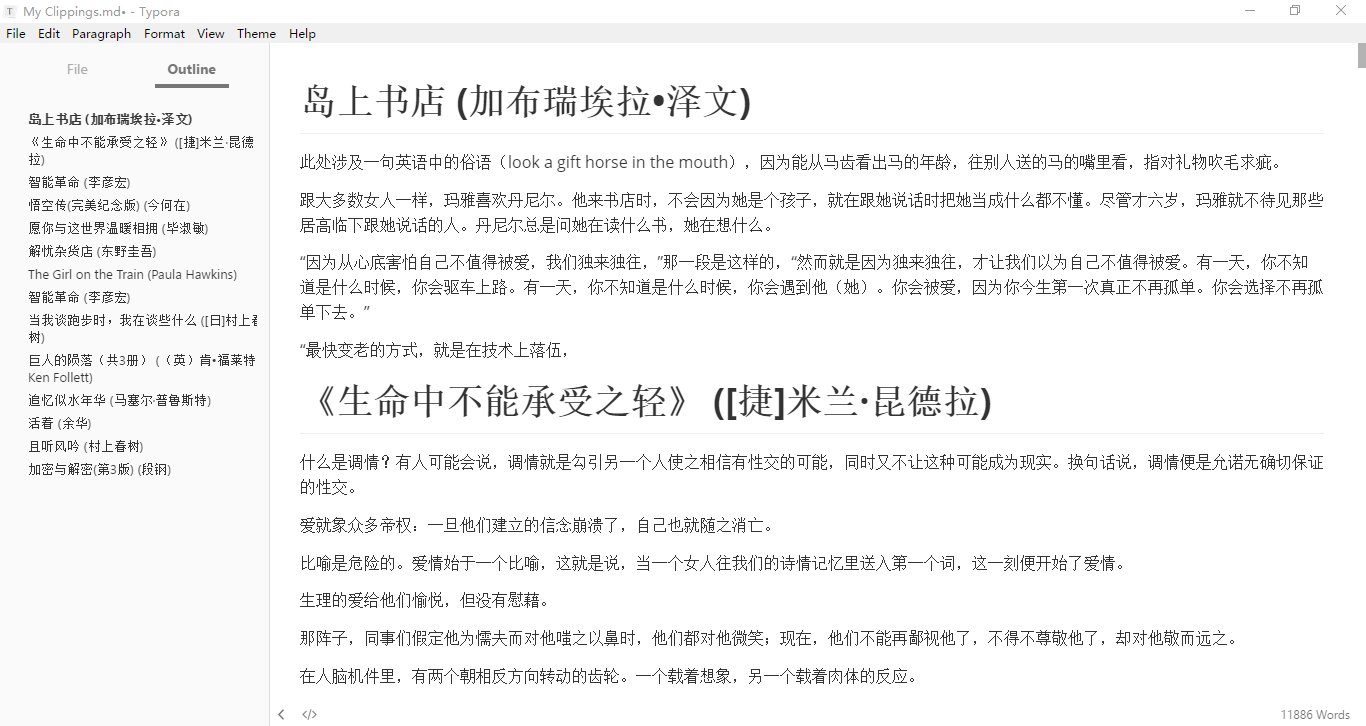 My Clippings.md• - Typora
File Edit Paragraph Format View Theme Help
File Outline
岛上书店 (加布瑞埃拉•泽文)
《生命中不能承受之轻》 ([捷]米兰·昆德
拉)
智能革命 (李彦宏)
悟空传(完美纪念版) (今何在)
愿你与这世界温暖相拥 (毕淑敏)
解忧杂货店 (东野圭吾)
The Girl on the Train (Paula Hawkins)
智能革命 (李彦宏)
当我谈跑步时，我在谈些什么 ([日]村上春
树)
巨人的陨落（共3册） (（英）肯•福莱特
Ken Follett)
追忆似水年华 (马塞尔·普鲁斯特)
活着 (余华)
且听风吟 (村上春树)
加密与解密(第3版) (段钢)
岛上书店 (加布瑞埃拉•泽文)
此处涉及一句英语中的俗语（look a gift horse in the mouth），因为能从马齿看出马的年龄，往别人送的马的嘴里看，指对礼物吹毛求疵。
跟大多数女人一样，玛雅喜欢丹尼尔。他来书店时，不会因为她是个孩子，就在跟她说话时把她当成什么都不懂。尽管才六岁，玛雅就不待见那些
居高临下跟她说话的人。丹尼尔总是问她在读什么书，她在想什么。
“因为从心底害怕自己不值得被爱，我们独来独往，”那一段是这样的，“然而就是因为独来独往，才让我们以为自己不值得被爱。有一天，你不知
道是什么时候，你会驱车上路。有一天，你不知道是什么时候，你会遇到他（她）。你会被爱，因为你今生第一次真正不再孤单。你会选择不再孤
单下去。”
“最快变老的方式，就是在技术上落伍，
《生命中不能承受之轻》 ([捷]米兰·昆德拉)
什么是调情？有人可能会说，调情就是勾引另一个人使之相信有性交的可能，同时又不让这种可能成为现实。换句话说，调情便是允诺无确切保证
的性交。
爱就象众多帝权：一旦他们建立的信念崩溃了，自己也就随之消亡。
比喻是危险的。爱情始于一个比喻，这就是说，当一个女人往我们的诗情记忆里送入第一个词，这一刻便开始了爱情。
生理的爱给他们愉悦，但没有慰藉。
那阵子，同事们假定他为懦夫而对他嗤之以鼻时，他们都对他微笑；现在，他们不能再鄙视他了，不得不尊敬他了，却对他敬而远之。
在人脑机件里，有两个朝相反方向转动的齿轮。一个载着想象，另一个载着肉体的反应。
11886 Words